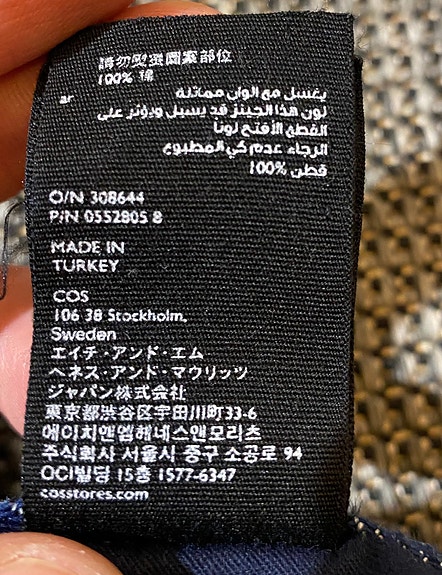 請勿熨燙圖案部位
100% 棉
ar
يغسل مع الوان مماثلة
لون هذا الجينز قد يسيل ويؤثر على
القطع الأفتح لونا
الرجاء عدم كي المطبوع
قطن %100
O/N 308644
P/N 0552805 8
MADE IN
TURKEY
COS
106 38 Stockholm,
Sweden
エイチ・アンド・エム
ヘネス・アンド・マウリッツ
ジャパン株式会社
東京都渋谷区宇田川町33-6
에이치앤엠헤네스앤모리츠
주식회사 서울시 중구 소공로 94
OCI빌딩 15층 1577-6347
cosstores.com